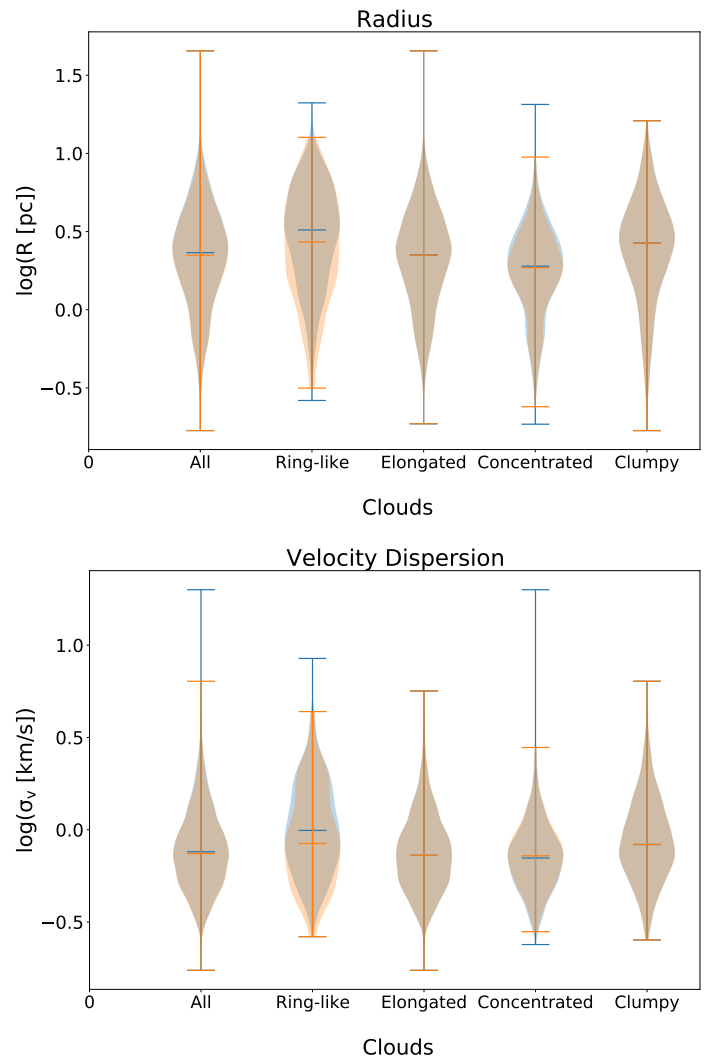 Radius
log(R [pc])
1.5
1.0
0.5
0.0
−0.5
0 All Ring-like Elongated Concentrated Clumpy
Clouds
Velocity Dispersion
log(σᵥ [km/s])
1.0
0.5
0.0
−0.5
0 All Ring-like Elongated Concentrated Clumpy
Clouds